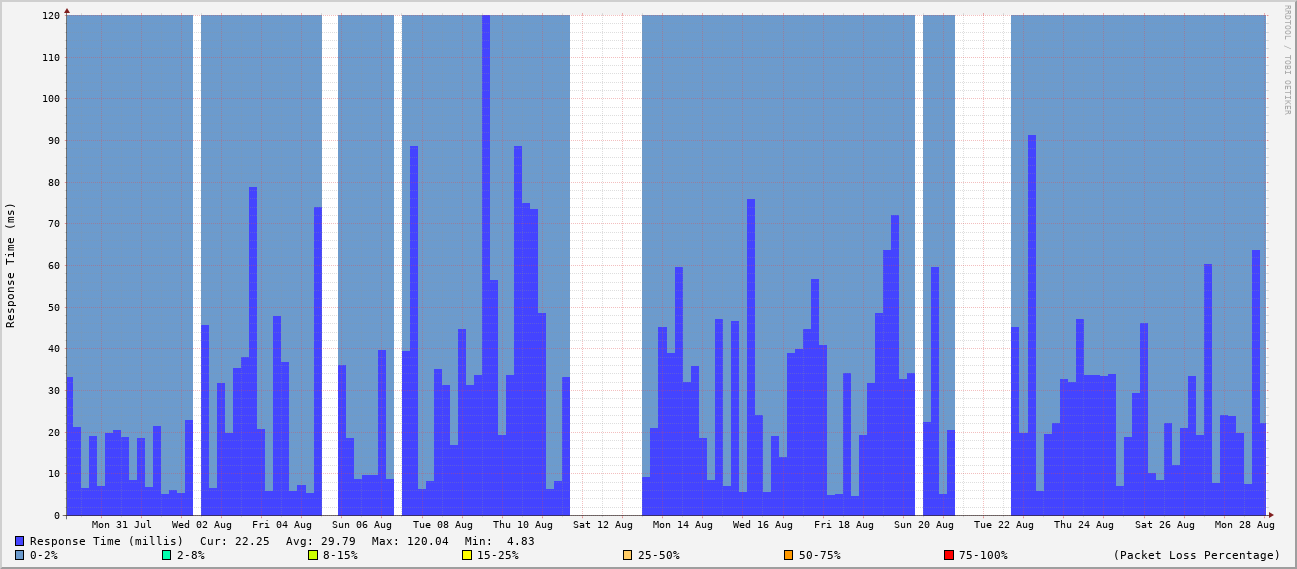 120
110
100
90
80
70
60
50
40
30
20
10
0
Response Time (ms)
RRDTOOL / TOBI OETIKER
Mon 31 Jul Wed 02 Aug Fri 04 Aug Sun 06 Aug Tue 08 Aug Thu 10 Aug Sat 12 Aug Mon 14 Aug Wed 16 Aug Fri 18 Aug Sun 20 Aug Tue 22 Aug Thu 24 Aug Sat 26 Aug Mon 28 Aug
Response Time (millis) Cur: 22.25 Avg: 29.79 Max: 120.04 Min: 4.83
0-2% 2-8% 8-15% 15-25% 25-50% 50-75% 75-100% (Packet Loss Percentage)